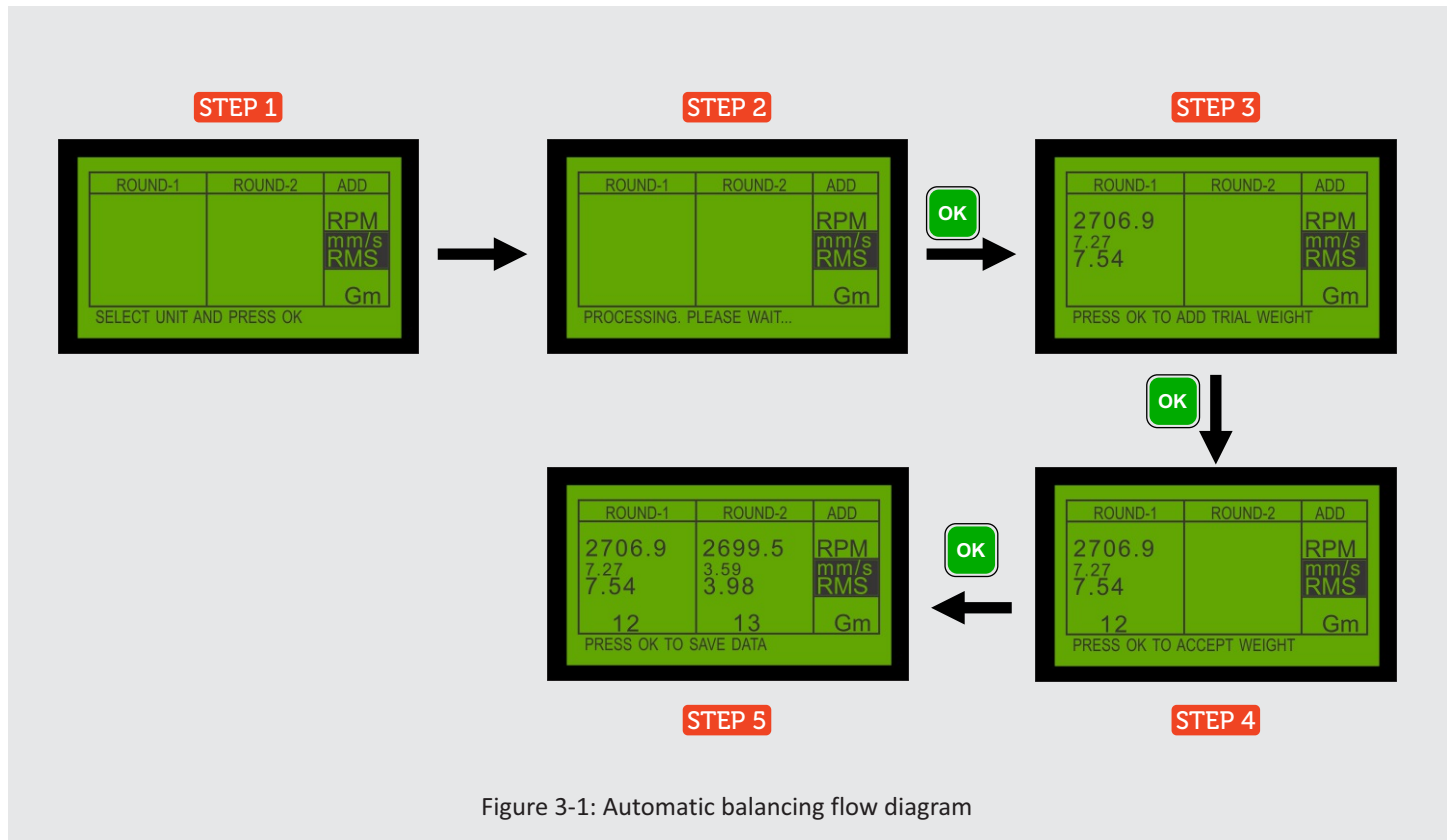 STEP 1
ROUND-1 ROUND-2 ADD
RPM
mm/s
RMS
Gm
SELECT UNIT AND PRESS OK
STEP 2
ROUND-1 ROUND-2 ADD
RPM
mm/s
RMS
Gm
PROCESSING. PLEASE WAIT...
OK
STEP 3
ROUND-1 ROUND-2 ADD
2706.9 RPM
7.27 mm/s
7.54 RMS
Gm
PRESS OK TO ADD TRIAL WEIGHT
OK
ROUND-1 ROUND-2 ADD
2706.9 RPM
7.27 mm/s
7.54 RMS
12 Gm
PRESS OK TO ACCEPT WEIGHT
STEP 4
OK
ROUND-1 ROUND-2 ADD
2706.9 2699.5 RPM
7.27 3.59 mm/s
7.54 3.98 RMS
12 13 Gm
PRESS OK TO SAVE DATA
STEP 5
Figure 3-1: Automatic balancing flow diagram